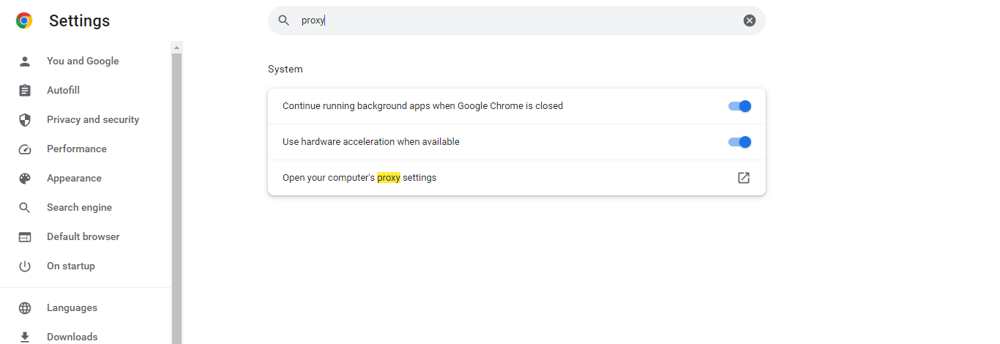 Settings
proxy
You and Google
Autofill
Privacy and security
Performance
Appearance
Search engine
Default browser
On startup
Languages
Downloads
System
Continue running background apps when Google Chrome is closed
Use hardware acceleration when available
Open your computer's proxy settings